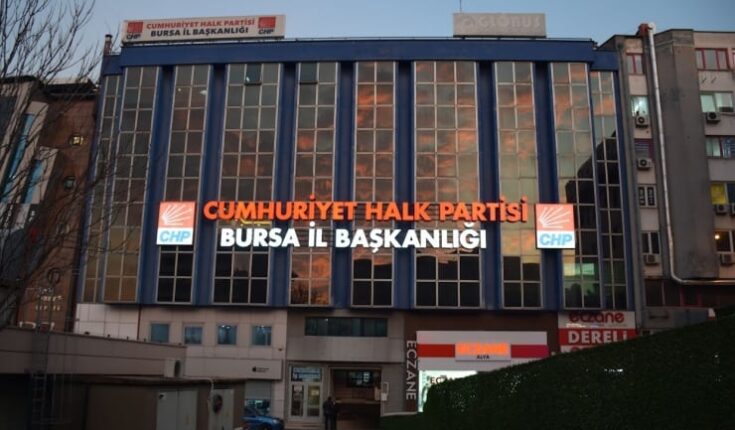 CUMHURİYET HALK PARTİSİ
BURSA İL BAŞKANLIĞI
CHP
CHP
GLOBUS
CUMHURİYET HALK PARTİSİ
BURSA İL BAŞKANLIĞI
CHP
CHP
eczane
DERELİ
ECZANE
ECZANE